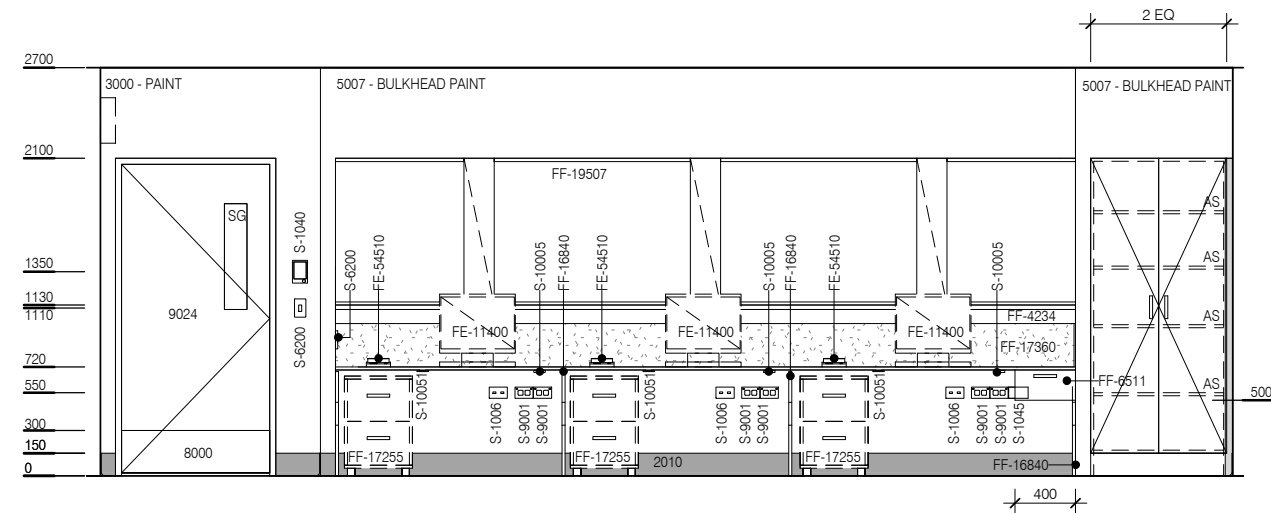 2 EQ
2700
3000 - PAINT
5007 - BULKHEAD PAINT
5007 - BULKHEAD PAINT
2100
FF-19507
SG
AS
S-1040
S-6200
FE-54510
S-10005
FF-16840
FE-54510
S-10005
FF-16840
FE-54510
S-10005
AS
1350
1130
1110
9024
FE-11400
FE-11400
FE-11400
FF-4234
AS
FF-17360
S-6200
720
FF-6511
AS
550
500
S-10051
S-1006
S-9001
S-9001
S-10051
S-1006
S-9001
S-9001
S-10051
S-1006
S-9001
S-9001
S-1045
300
150
8000
FF-17255
FF-17255
2010
FF-17255
FF-16840
0
400